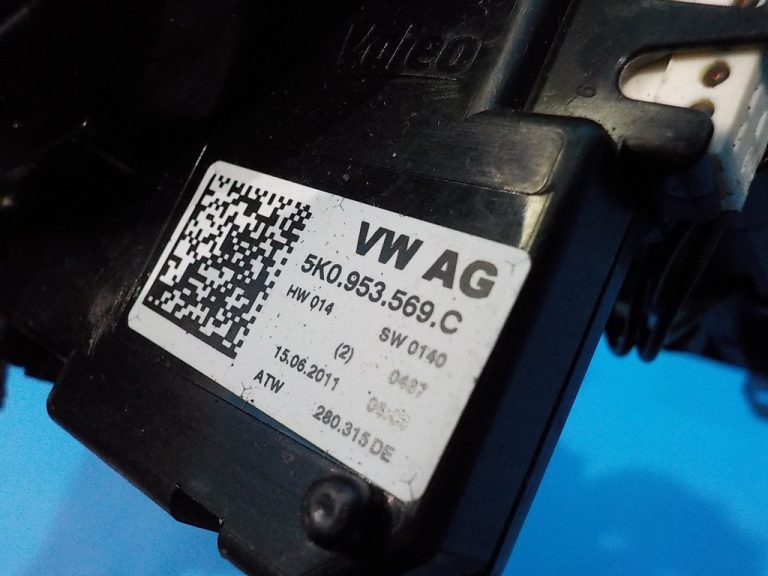 Valeo
VW AG
5K0.953.569.C
HW 014 SW 0140
(2) 0487
15.06.2011
ATW 280.315 DE